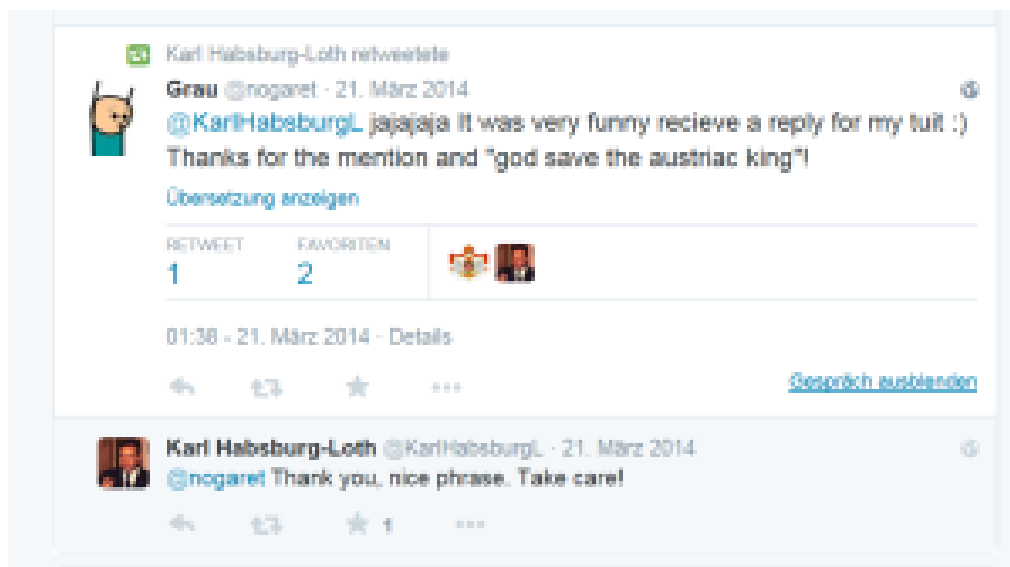 Karl Habsburg-Loth retweetete
Grau @nogaret · 21. März 2014
@KarlHabsburgL jajajaja It was very funny recieve a reply for my tuit :)
Thanks for the mention and "god save the austriac king"!
Übersetzung anzeigen
RETWEET FAVORITEN
1 2
01:38 - 21. März 2014 · Details
Gespräch ausblenden
Karl Habsburg-Loth @KarlHabsburgL · 21. März 2014
@nogaret Thank you, nice phrase. Take care!
1